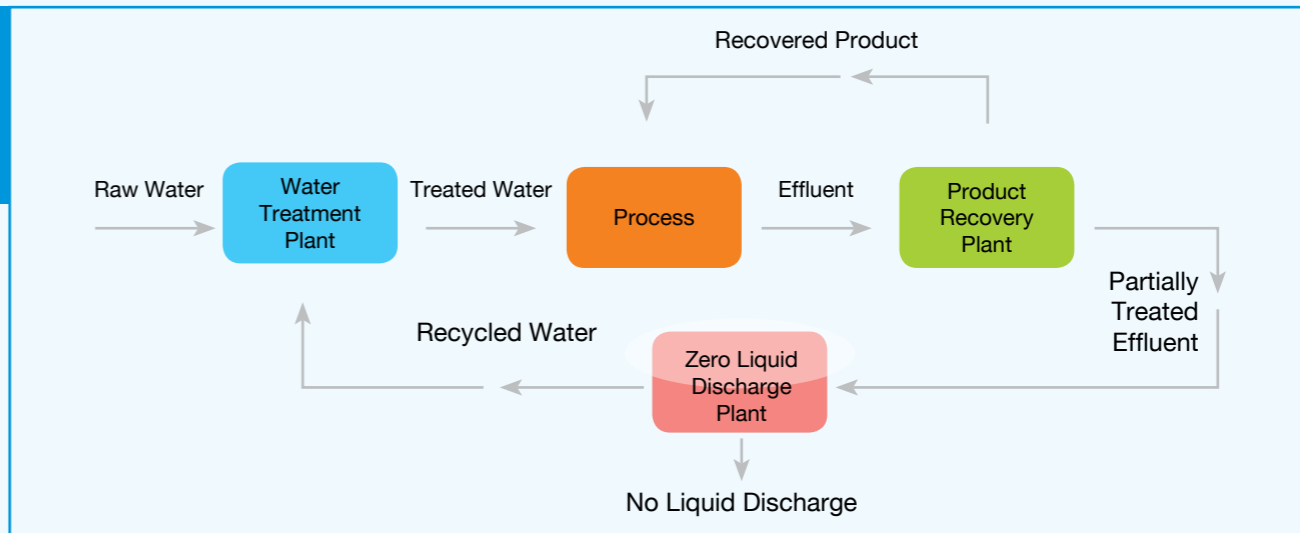 Recovered Product
Raw Water
Water
Treatment
Plant
Treated Water
Process
Effluent
Product
Recovery
Plant
Partially
Treated
Effluent
Recycled Water
Zero Liquid
Discharge
Plant
No Liquid Discharge